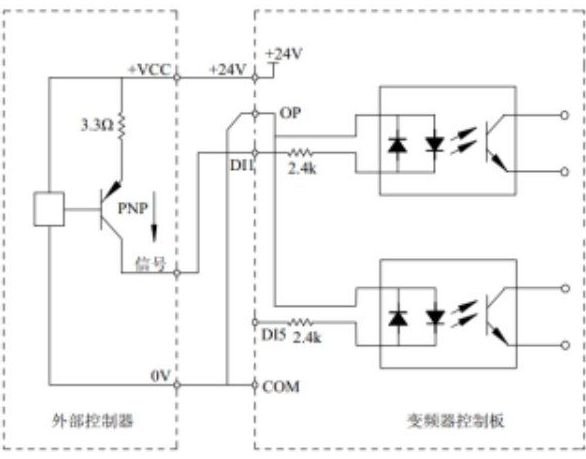 +24V
+VCC
+24V
OP
3.3Ω
DI1
2.4k
PNP
信号
DI5
2.4k
0V
COM
外部控制器
变频器控制板